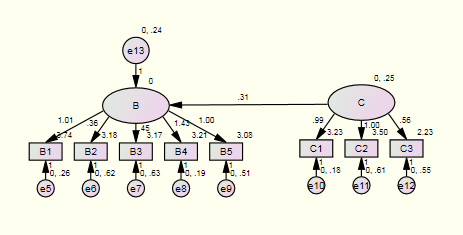 0, .24
e13
1
0
0, .25
B
.31
C
1.01
.36
.45
1.43
1.00
.99
1.00
.56
3.74
3.18
3.17
3.21
3.08
3.23
3.50
2.23
B1
B2
B3
B4
B5
C1
C2
C3
1
1
1
1
1
1
1
1
0, .26
0, .62
0, .63
0, .19
0, .51
0, .18
0, .61
0, .55
e5
e6
e7
e8
e9
e10
e11
e12